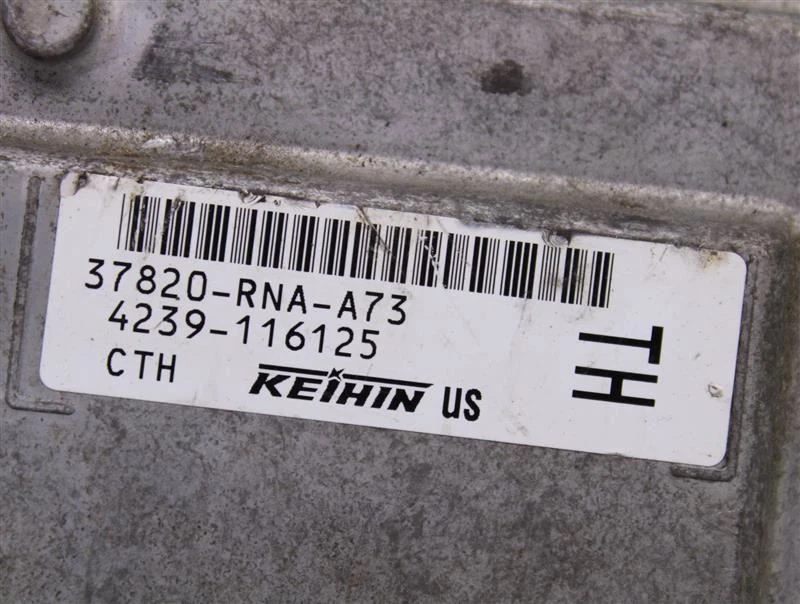 37820-RNA-A73
4239-116125
CTH KEIHIN US
TH